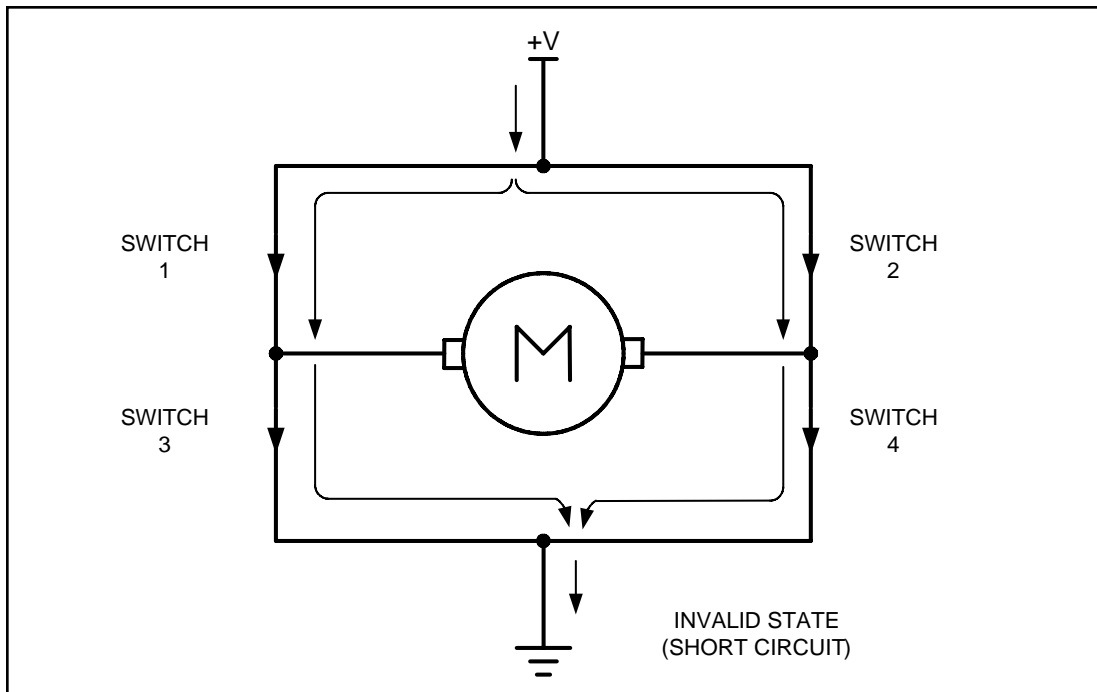 +V
SWITCH
1
SWITCH
2
M
SWITCH
3
SWITCH
4
INVALID STATE
(SHORT CIRCUIT)